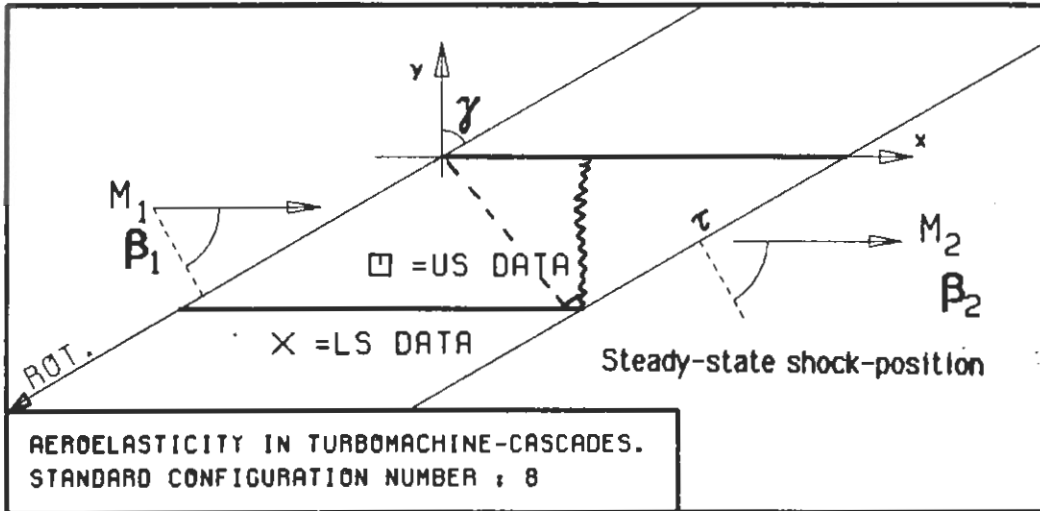 y
γ
x
M₁
β₁
τ
M₂
β₂
=US DATA
× =LS DATA
ROT.
Steady-state shock-position
AEROELASTICITY IN TURBOMACHINE-CASCADES.
STANDARD CONFIGURATION NUMBER : 8